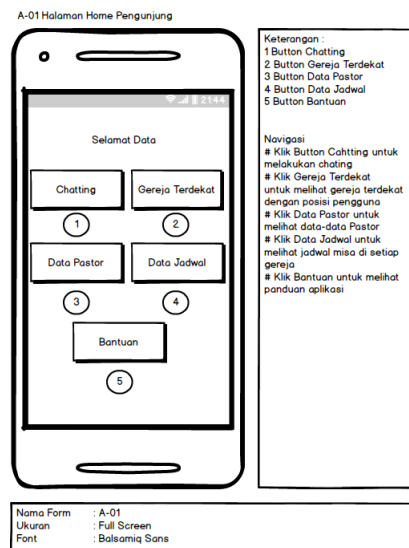 A-01 Halaman Home Pengunjung
21:44
Selamat Data
Chatting
Gereja Terdekat
1
2
Data Pastor
Data Jadwal
3
4
Bantuan
5
Keterangan :
1 Button Chatting
2 Button Gereja Terdekat
3 Button Data Pastor
4 Button Data Jadwal
5 Button Bantuan
Navigasi
# Klik Button Cahtting untuk
melakukan chating
# Klik Gereja Terdekat
untuk melihat gereja terdekat
dengan posisi pengguna
# Klik Data Pastor untuk
melihat data-data Pastor
# Klik Data Jadwal untuk
melihat jadwal misa di setiap
gereja
# Klik Bantuan untuk melihat
panduan aplikasi
Nama Form : A-01
Ukuran : Full Screen
Font : Balsamiq Sans